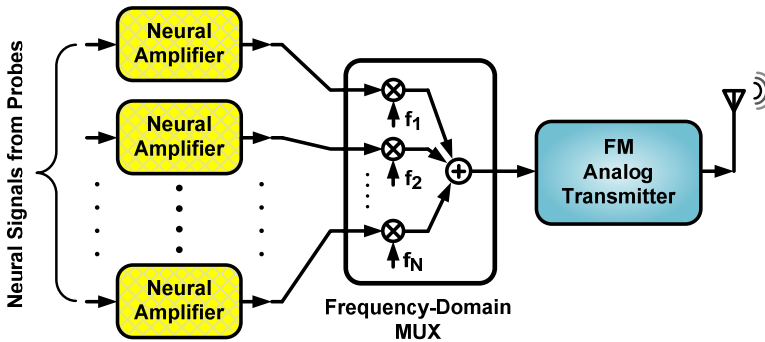 Neural Signals from Probes
Neural
Amplifier
Neural
Amplifier
Neural
Amplifier
f1
f2
fN
Frequency-Domain
MUX
FM
Analog
Transmitter